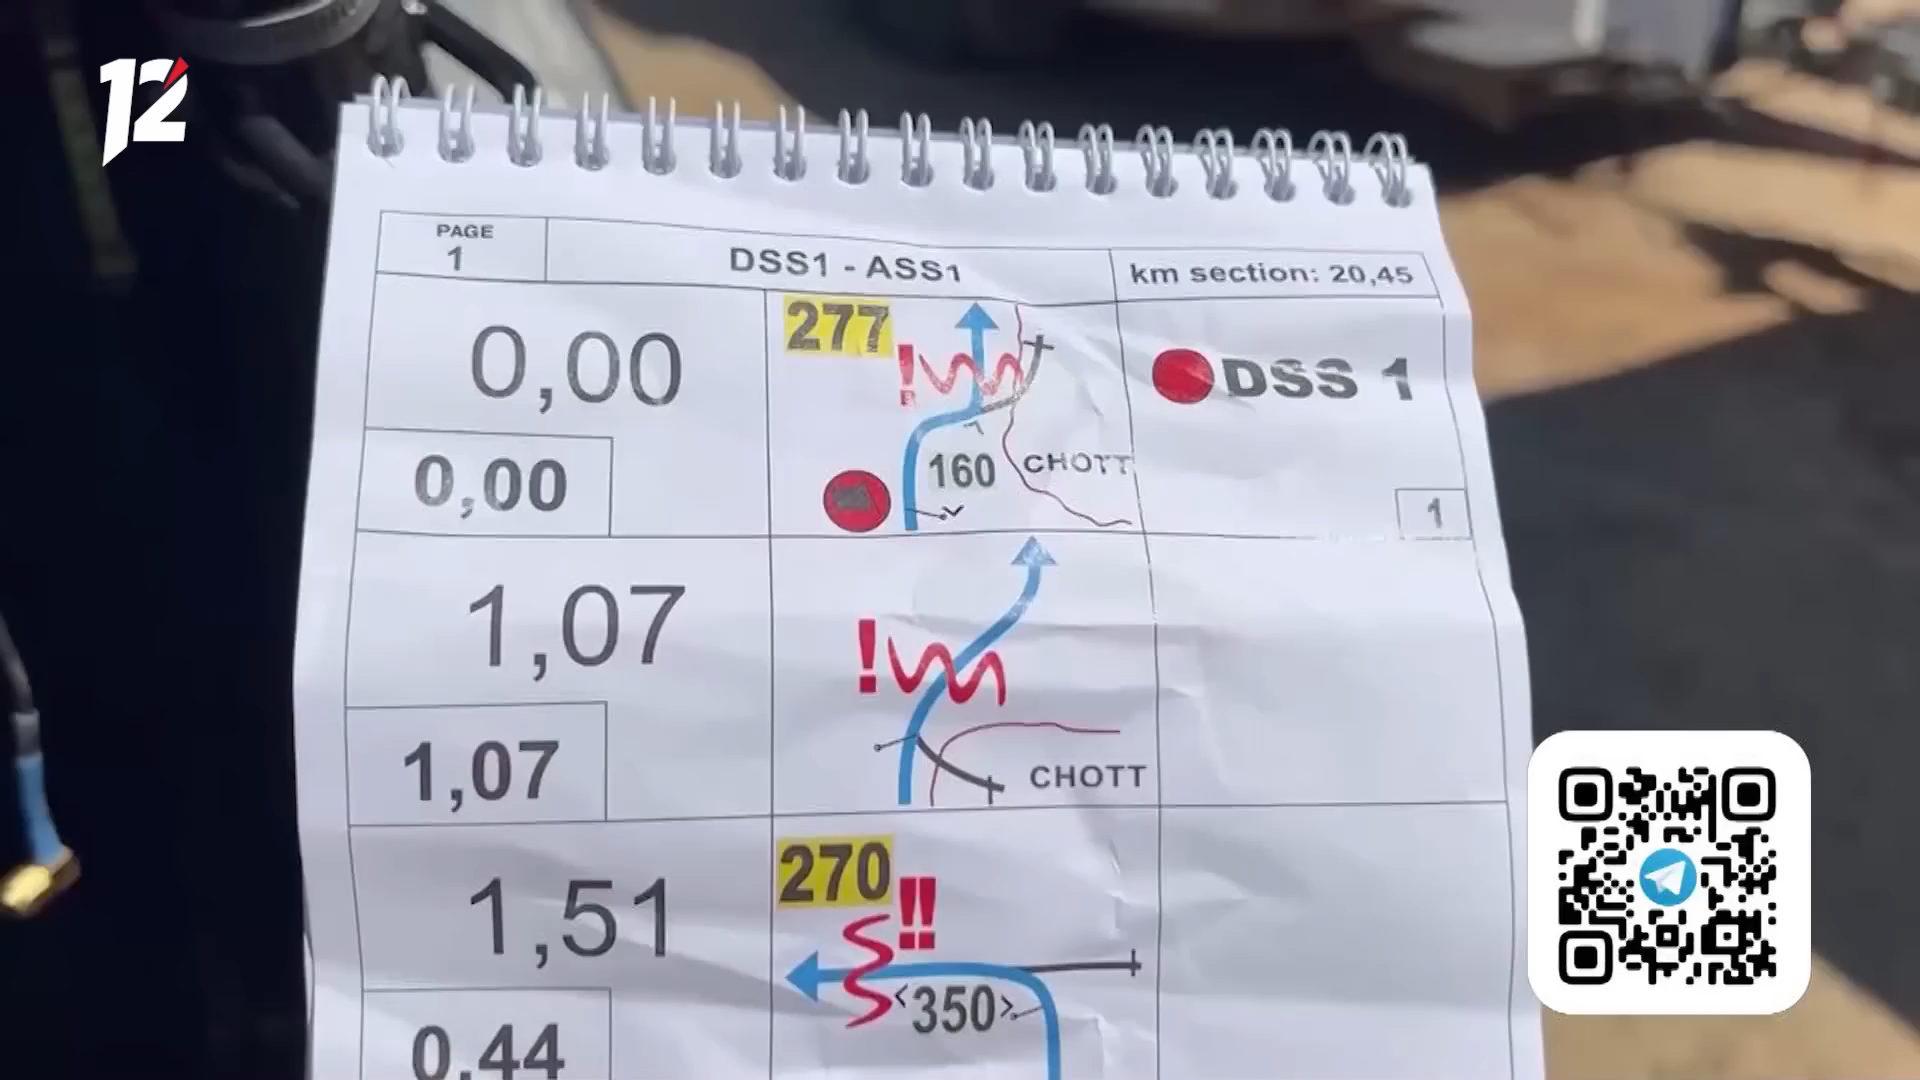 12
PAGE
1
DSS1 - ASS1
km section: 20,45
0,00
0,00
277
!
160
CHOTT
DSS 1
1
1,07
1,07
!
CHOTT
1,51
0,44
270
!!
<350>